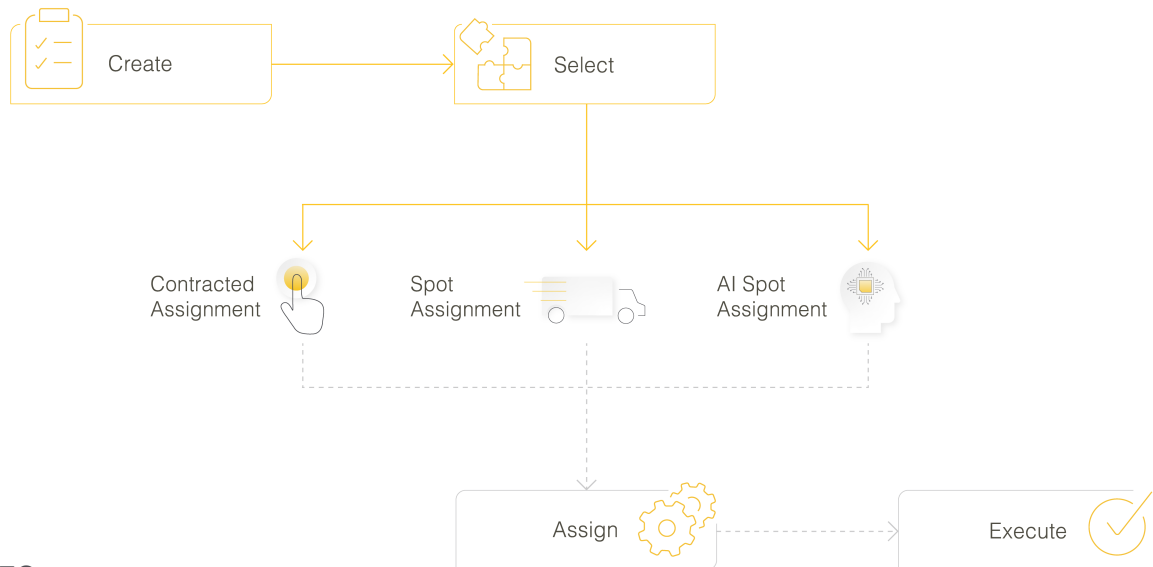 Create
Select
Contracted
Assignment
Spot
Assignment
AI Spot
Assignment
Assign
Execute